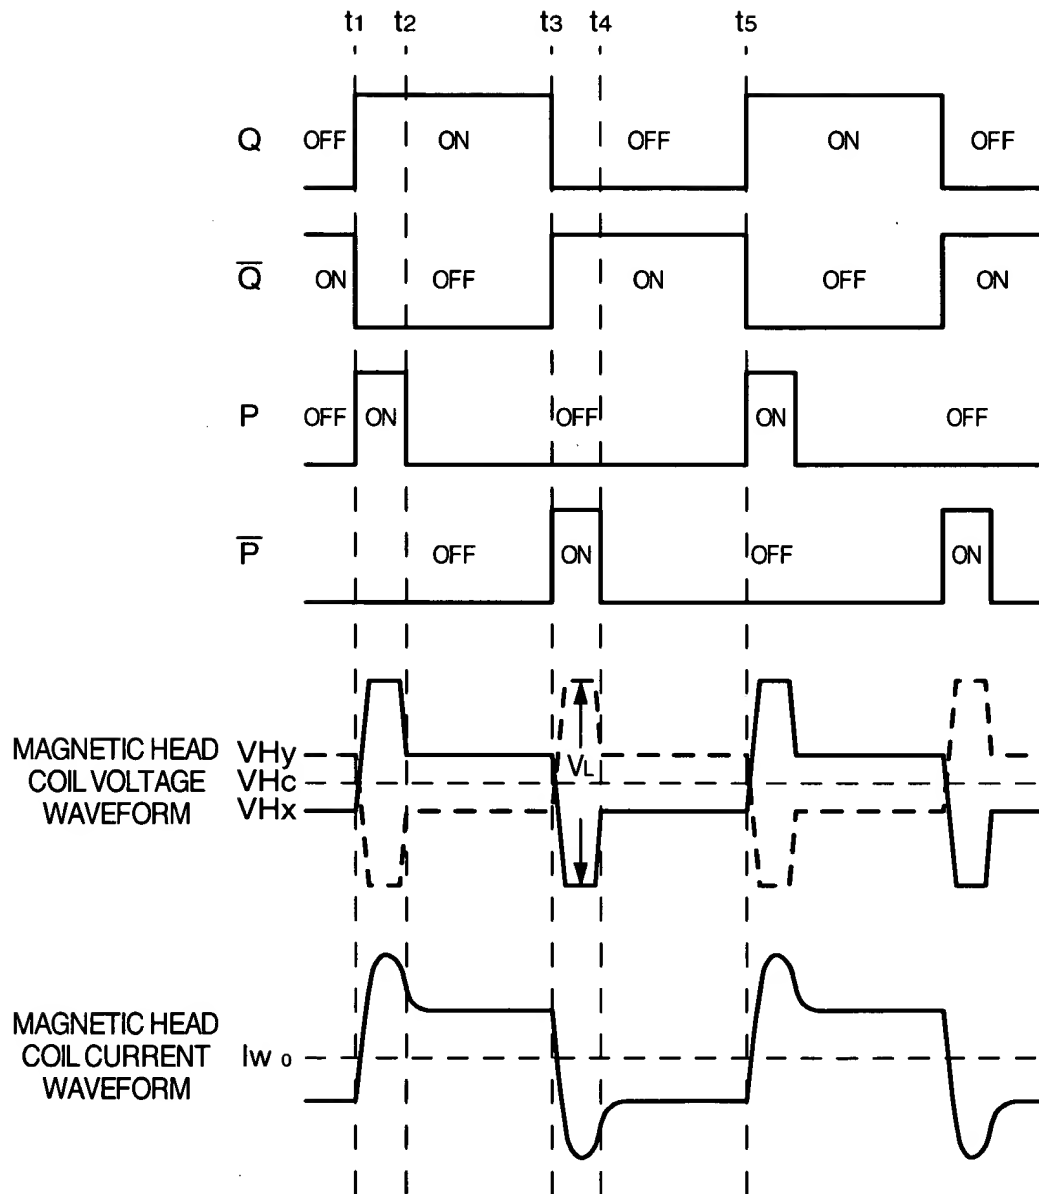 t1 t2 t3 t4 t5
Q OFF ON OFF ON OFF
Q̅ ON OFF ON OFF ON
P OFF ON OFF ON OFF
P̅ OFF ON OFF ON
MAGNETIC HEAD
COIL VOLTAGE
WAVEFORM
VHy
VHc
VHx
VL
MAGNETIC HEAD
COIL CURRENT
WAVEFORM
Iw 0